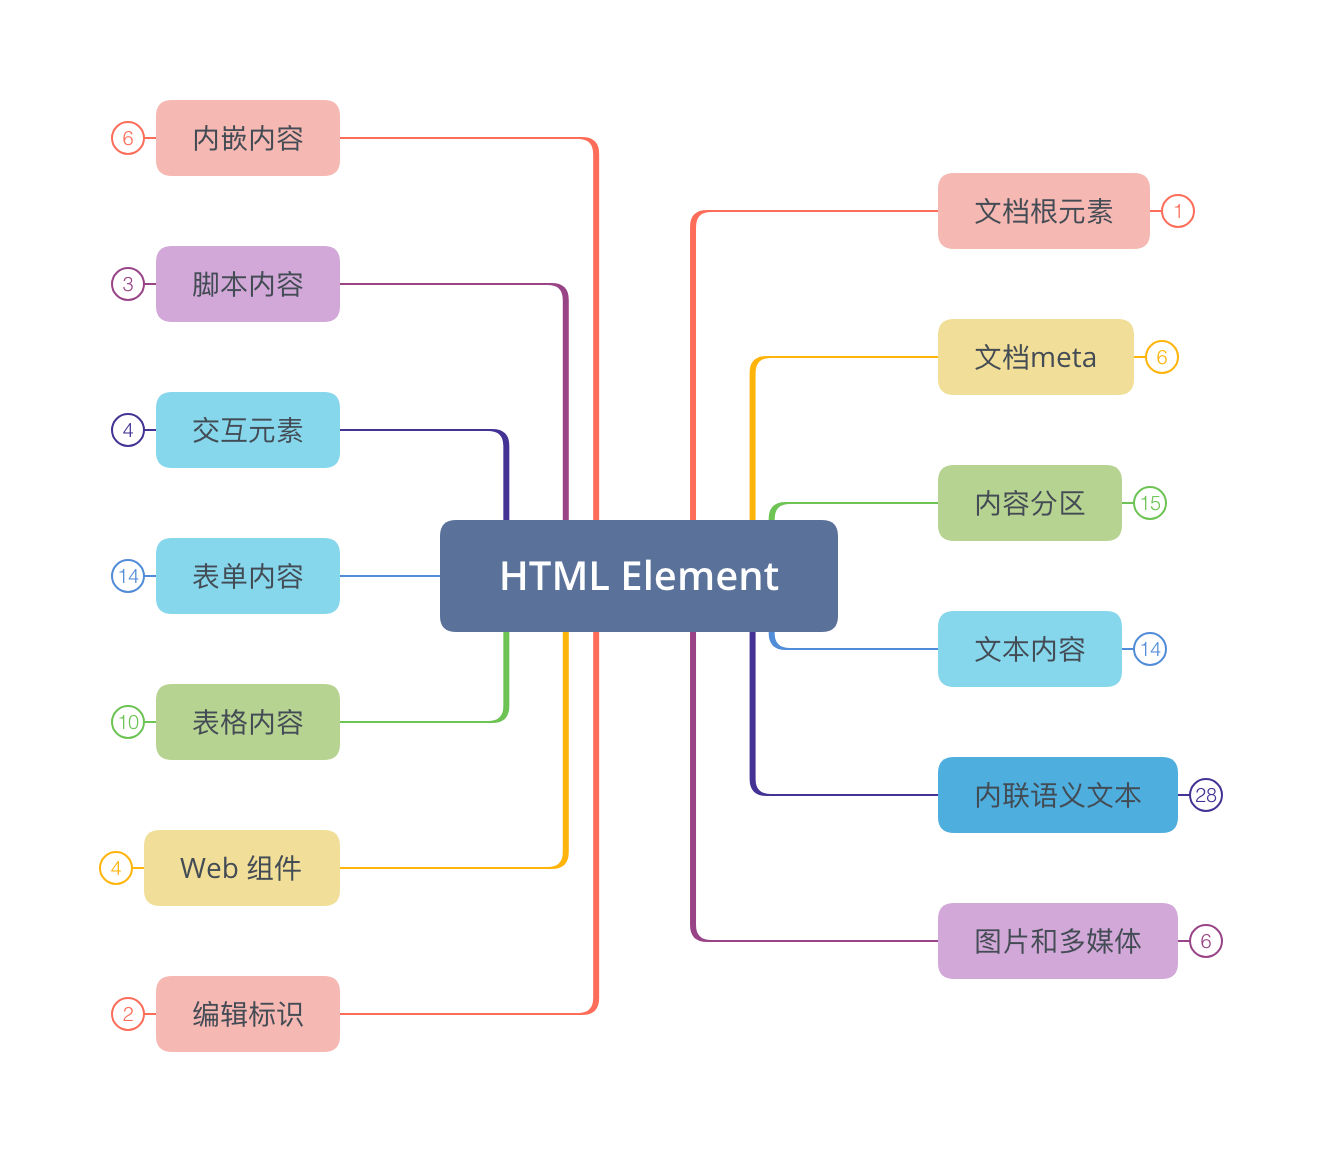 HTML Element
文档根元素
1
文档meta
6
内容分区
15
文本内容
14
内联语义文本
28
图片和多媒体
6
内嵌内容
6
脚本内容
3
交互元素
4
表单内容
14
表格内容
10
Web 组件
4
编辑标识
2